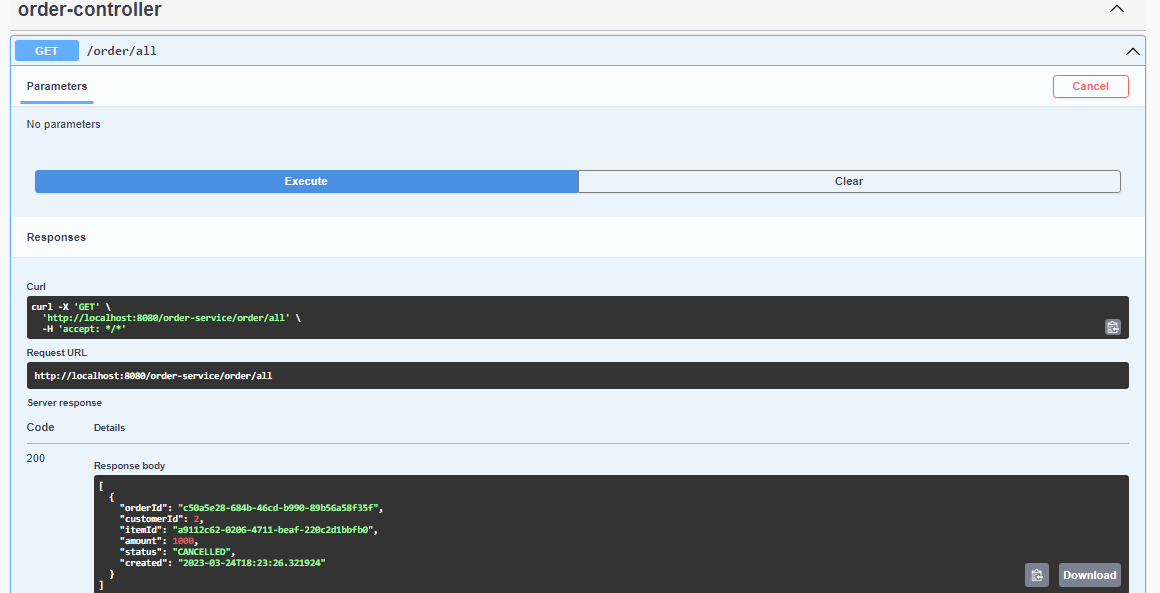 order-controller
GET /order/all
Parameters
Cancel
No parameters
Execute
Clear
Responses
Curl
curl -X 'GET' \
  'http://localhost:8080/order-service/order/all' \
  -H 'accept: */*'
Request URL
http://localhost:8080/order-service/order/all
Server response
Code Details
200
Response body
[
  {
    "orderId": "c50a5e28-684b-46cd-b990-89b56a58f35f",
    "customerId": 2,
    "itemId": "a9112c62-0206-4711-beaf-220c2d1bbfb0",
    "amount": 1000,
    "status": "CANCELLED",
    "created": "2023-03-24T18:23:26.321924"
  }
]
Download